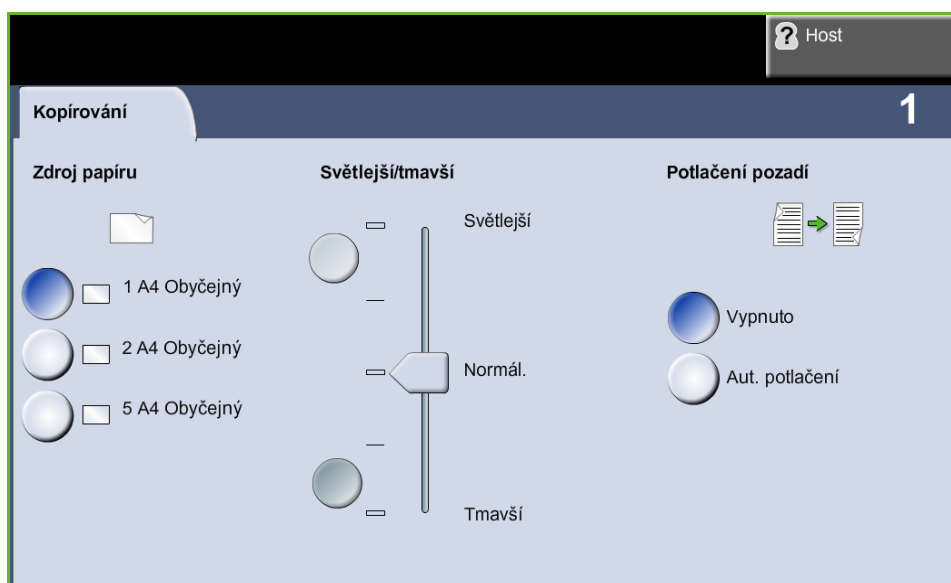 ? Host
Kopírování
1
Zdroj papíru
1 A4 Obyčejný
2 A4 Obyčejný
5 A4 Obyčejný
Světlejší/tmavší
Světlejší
Normál.
Tmavší
Potlačení pozadí
Vypnuto
Aut. potlačení